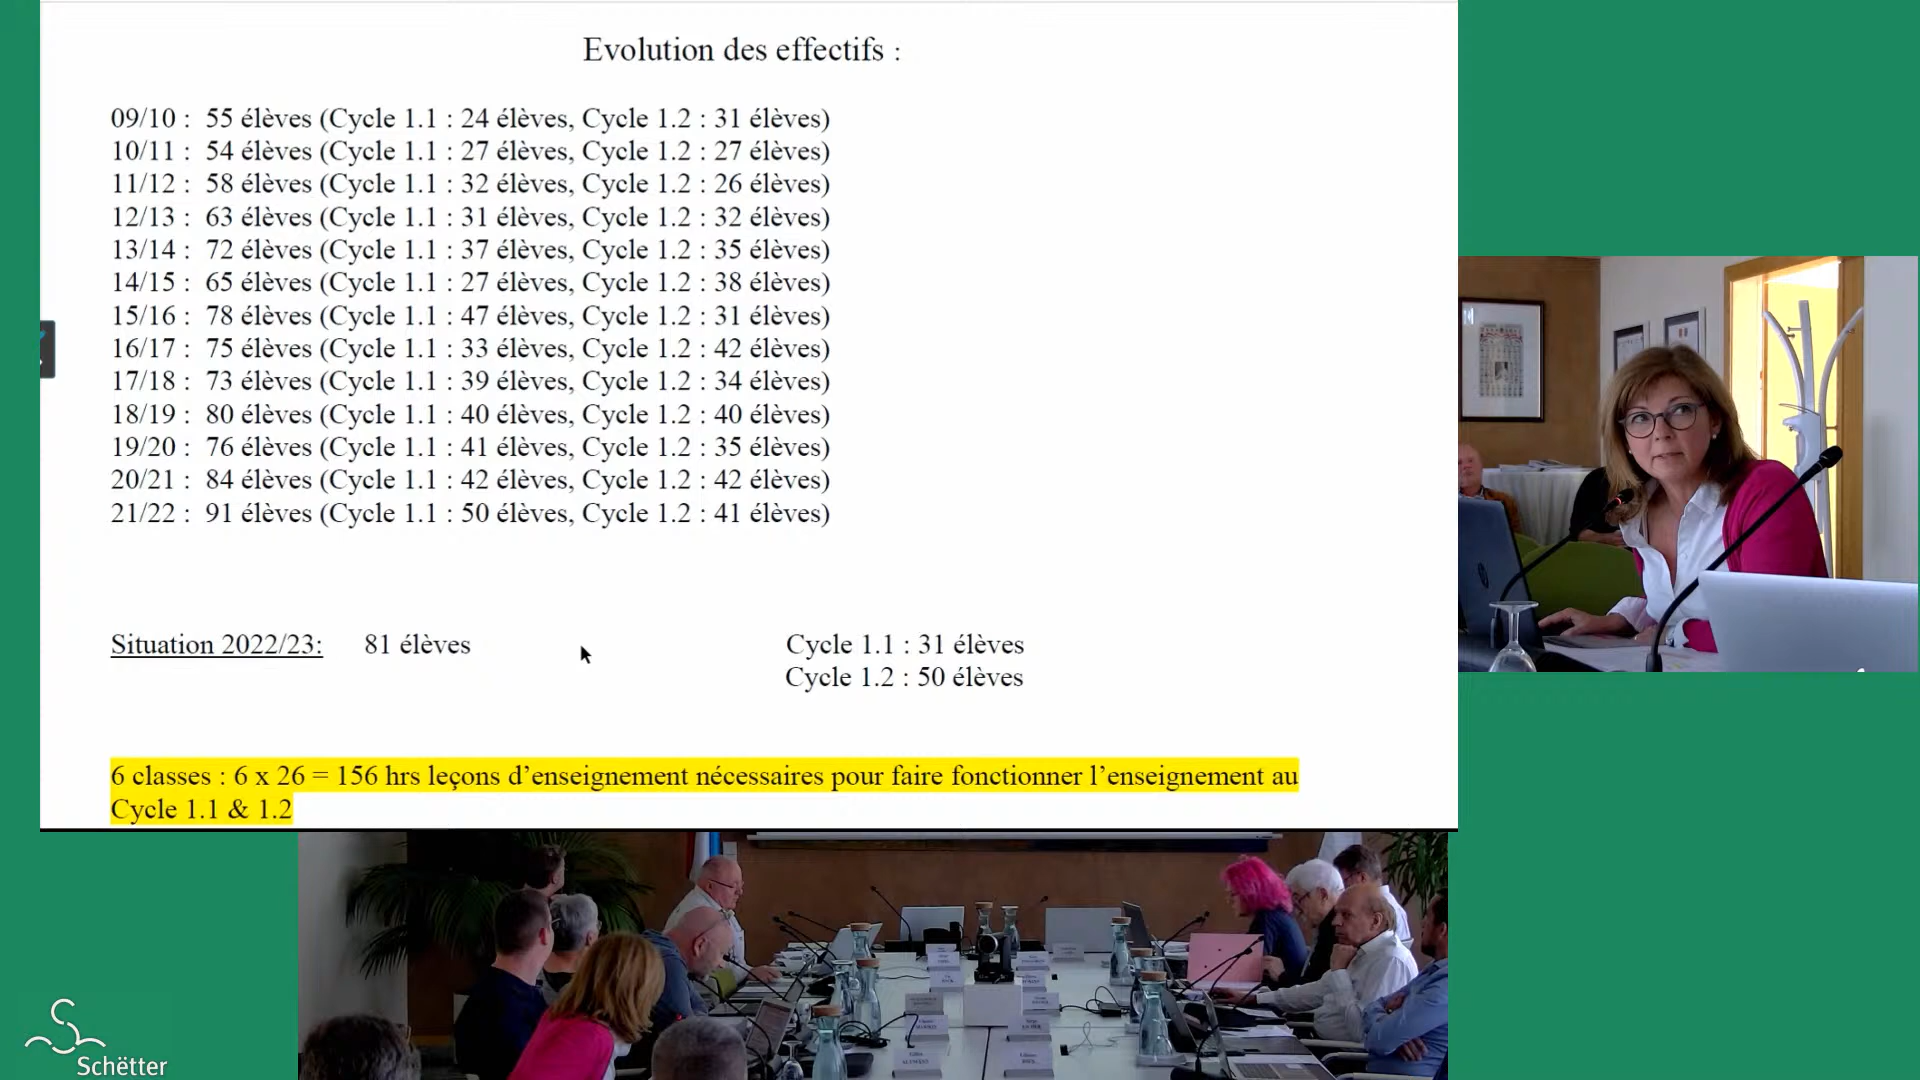 Evolution des effectifs :
09/10 : 55 élèves (Cycle 1.1 : 24 élèves, Cycle 1.2 : 31 élèves)
10/11 : 54 élèves (Cycle 1.1 : 27 élèves, Cycle 1.2 : 27 élèves)
11/12 : 58 élèves (Cycle 1.1 : 32 élèves, Cycle 1.2 : 26 élèves)
12/13 : 63 élèves (Cycle 1.1 : 31 élèves, Cycle 1.2 : 32 élèves)
13/14 : 72 élèves (Cycle 1.1 : 37 élèves, Cycle 1.2 : 35 élèves)
14/15 : 65 élèves (Cycle 1.1 : 27 élèves, Cycle 1.2 : 38 élèves)
15/16 : 78 élèves (Cycle 1.1 : 47 élèves, Cycle 1.2 : 31 élèves)
16/17 : 75 élèves (Cycle 1.1 : 33 élèves, Cycle 1.2 : 42 élèves)
17/18 : 73 élèves (Cycle 1.1 : 39 élèves, Cycle 1.2 : 34 élèves)
18/19 : 80 élèves (Cycle 1.1 : 40 élèves, Cycle 1.2 : 40 élèves)
19/20 : 76 élèves (Cycle 1.1 : 41 élèves, Cycle 1.2 : 35 élèves)
20/21 : 84 élèves (Cycle 1.1 : 42 élèves, Cycle 1.2 : 42 élèves)
21/22 : 91 élèves (Cycle 1.1 : 50 élèves, Cycle 1.2 : 41 élèves)
Situation 2022/23: 81 élèves Cycle 1.1 : 31 élèves
Cycle 1.2 : 50 élèves
6 classes : 6 x 26 = 156 hrs leçons d’enseignement nécessaires pour faire fonctionner l’enseignement au
Cycle 1.1 & 1.2
Schëtter